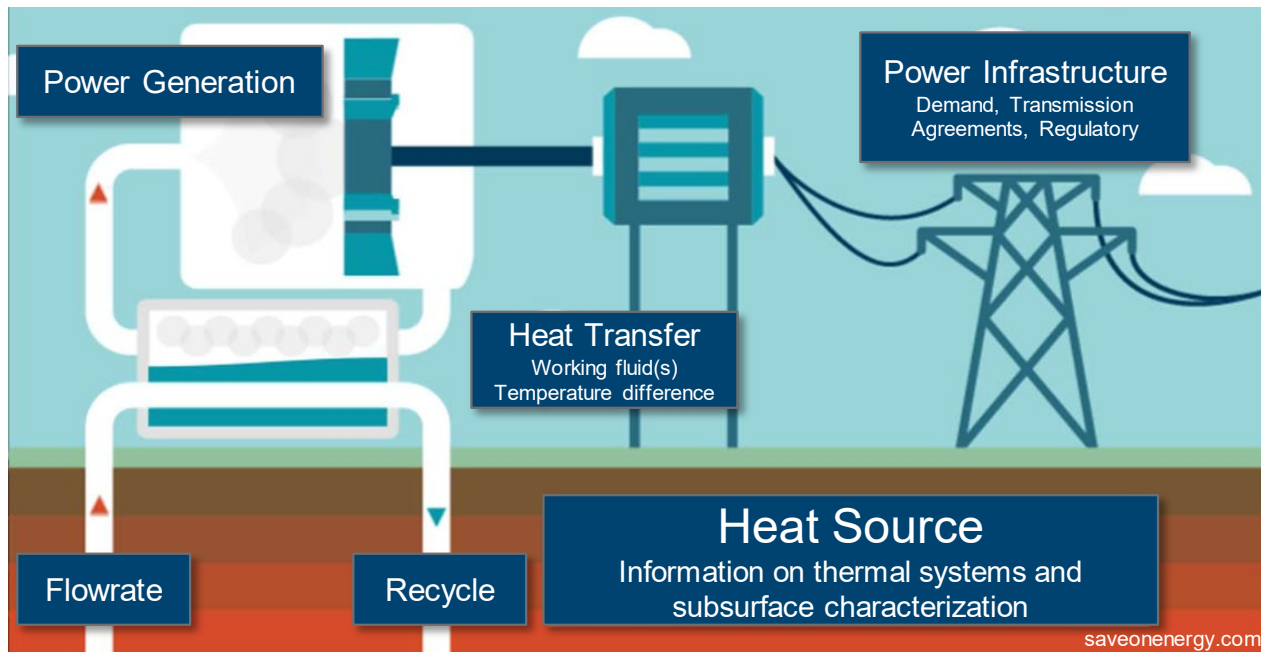 Power Generation
Power Infrastructure
Demand, Transmission
Agreements, Regulatory
Heat Transfer
Working fluid(s)
Temperature difference
Heat Source
Information on thermal systems and
subsurface characterization
Flowrate
Recycle
saveonenergy.com